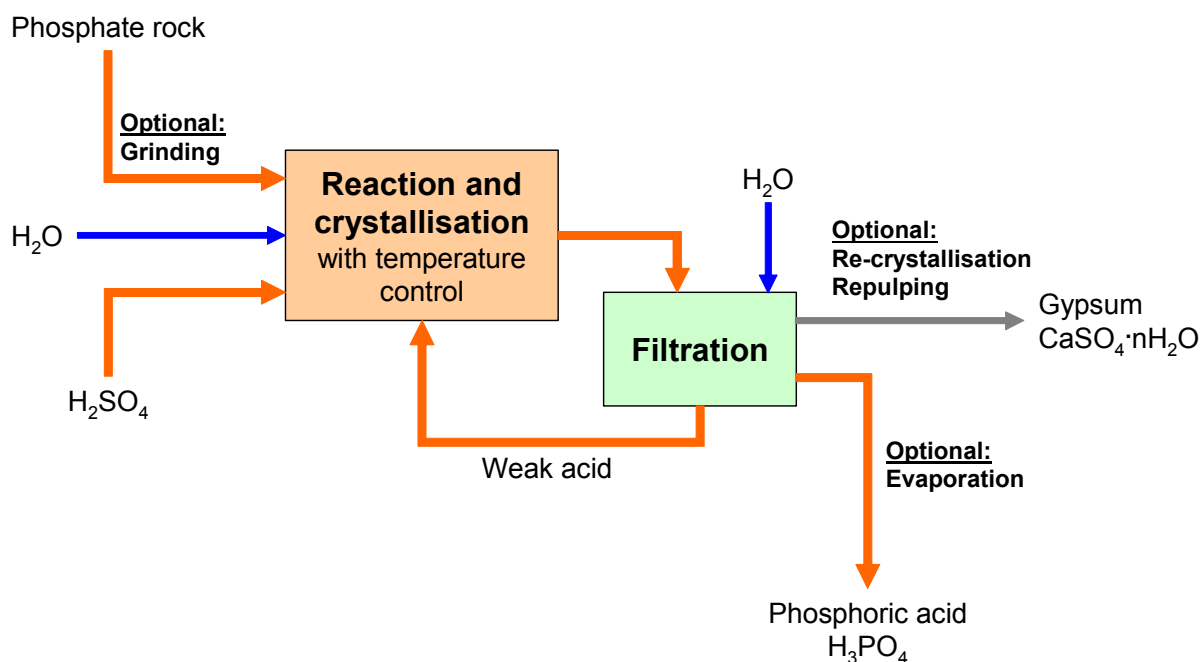 Phosphate rock
Optional:
Grinding
Reaction and
crystallisation
with temperature
control
H₂O
H₂O
Optional:
Re-crystallisation
Repulping
Gypsum
CaSO₄·nH₂O
Filtration
H₂SO₄
Weak acid
Optional:
Evaporation
Phosphoric acid
H₃PO₄